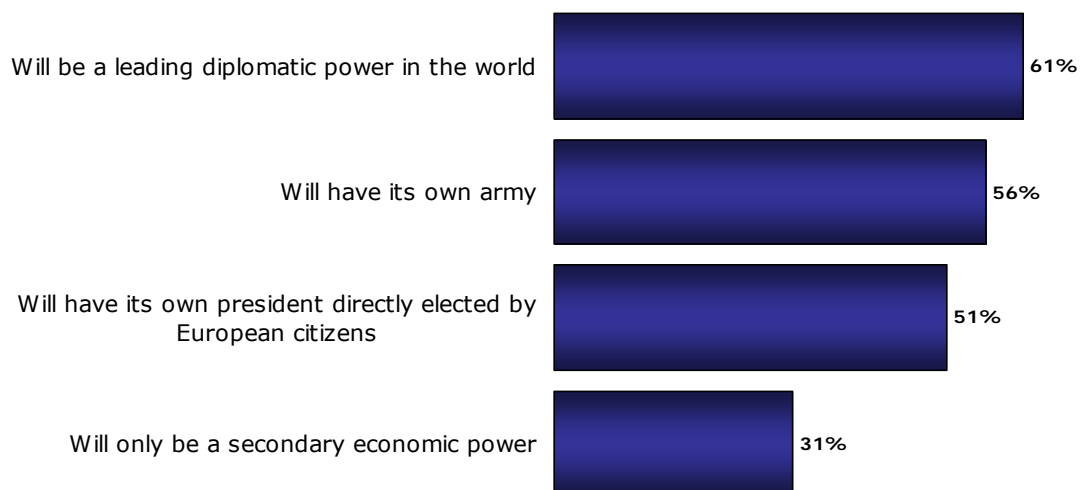 Will be a leading diplomatic power in the world
61%
Will have its own army
56%
Will have its own president directly elected by
European citizens
51%
Will only be a secondary economic power
31%